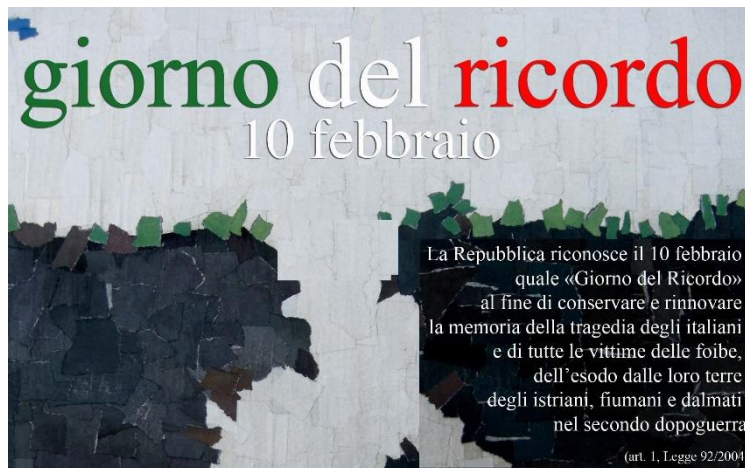 giorno del ricordo
10 febbraio
La Repubblica riconosce il 10 febbraio
quale «Giorno del Ricordo»
al fine di conservare e rinnovare
la memoria della tragedia degli italiani
e di tutte le vittime delle foibe,
dell’esodo dalle loro terre
degli istriani, fiumani e dalmati
nel secondo dopoguerra
(art. 1, Legge 92/2004